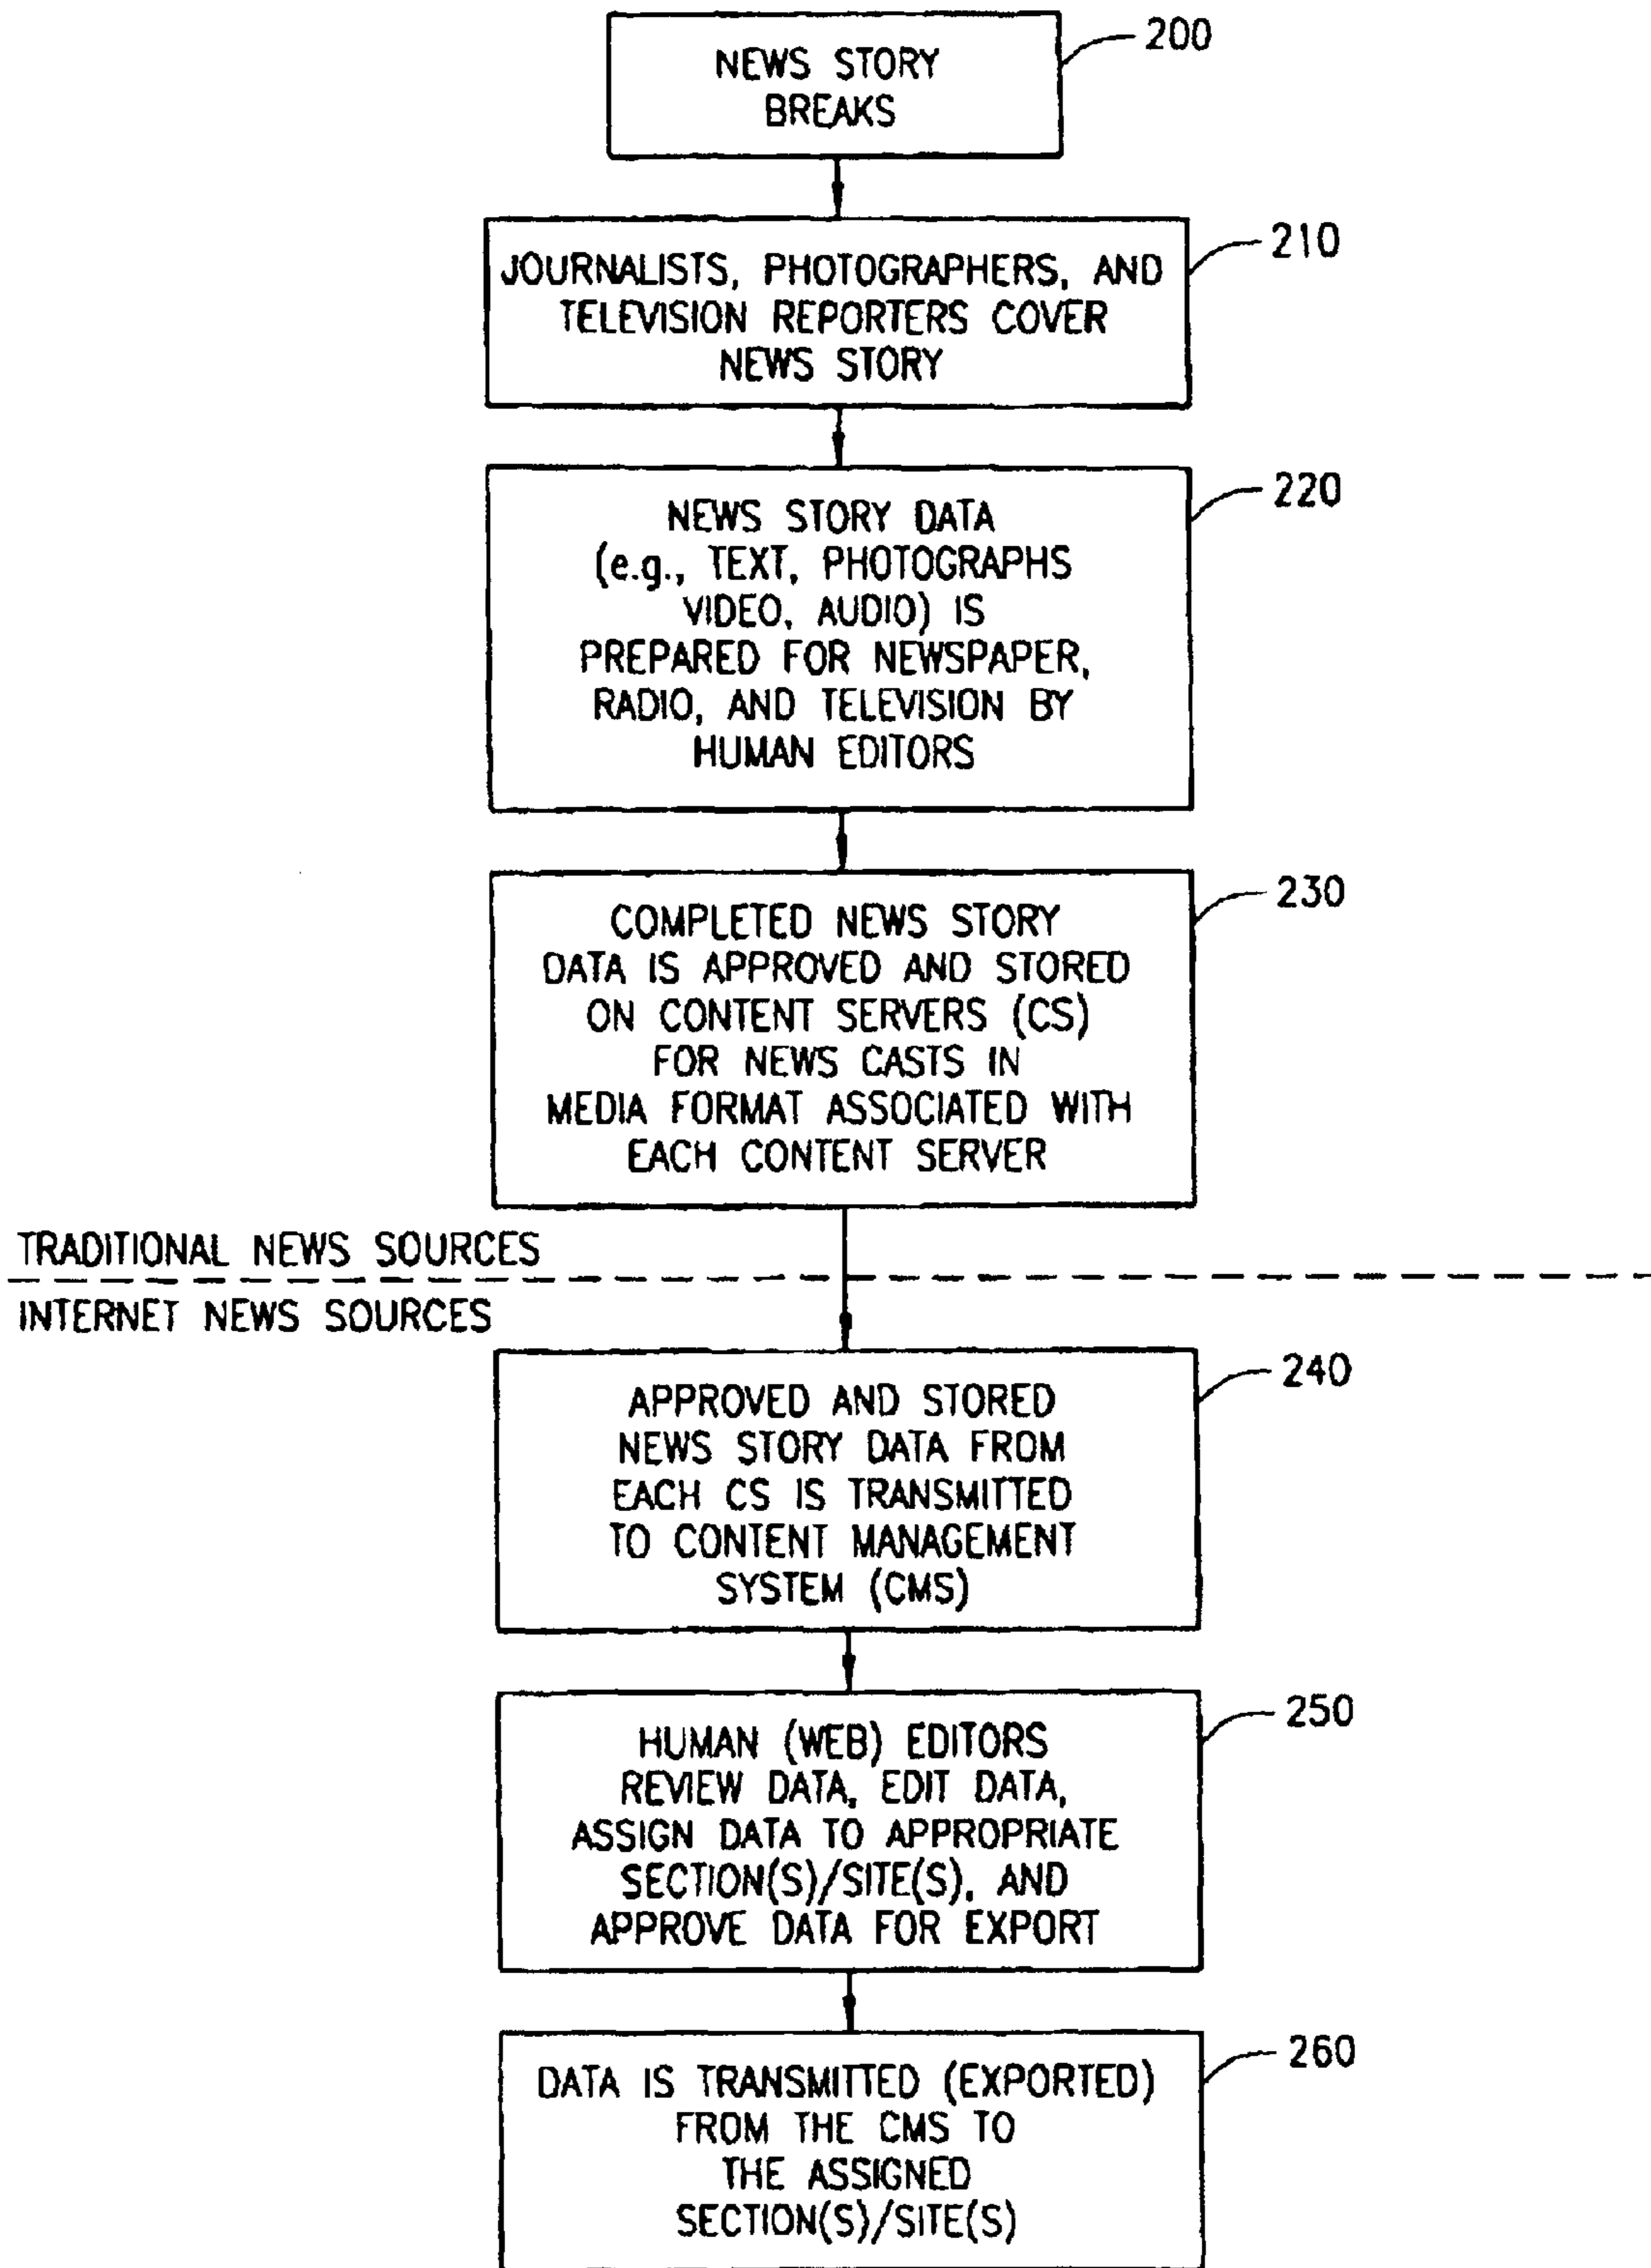 200
NEWS STORY
BREAKS
210
JOURNALISTS, PHOTOGRAPHERS, AND
TELEVISION REPORTERS COVER
NEWS STORY
220
NEWS STORY DATA
(e.g., TEXT, PHOTOGRAPHS
VIDEO, AUDIO) IS
PREPARED FOR NEWSPAPER,
RADIO, AND TELEVISION BY
HUMAN EDITORS
230
COMPLETED NEWS STORY
DATA IS APPROVED AND STORED
ON CONTENT SERVERS (CS)
FOR NEWS CASTS IN
MEDIA FORMAT ASSOCIATED WITH
EACH CONTENT SERVER
TRADITIONAL NEWS SOURCES
INTERNET NEWS SOURCES
240
APPROVED AND STORED
NEWS STORY DATA FROM
EACH CS IS TRANSMITTED
TO CONTENT MANAGEMENT
SYSTEM (CMS)
250
HUMAN (WEB) EDITORS
REVIEW DATA, EDIT DATA,
ASSIGN DATA TO APPROPRIATE
SECTION(S)/SITE(S), AND
APPROVE DATA FOR EXPORT
260
DATA IS TRANSMITTED (EXPORTED)
FROM THE CMS TO
THE ASSIGNED
SECTION(S)/SITE(S)